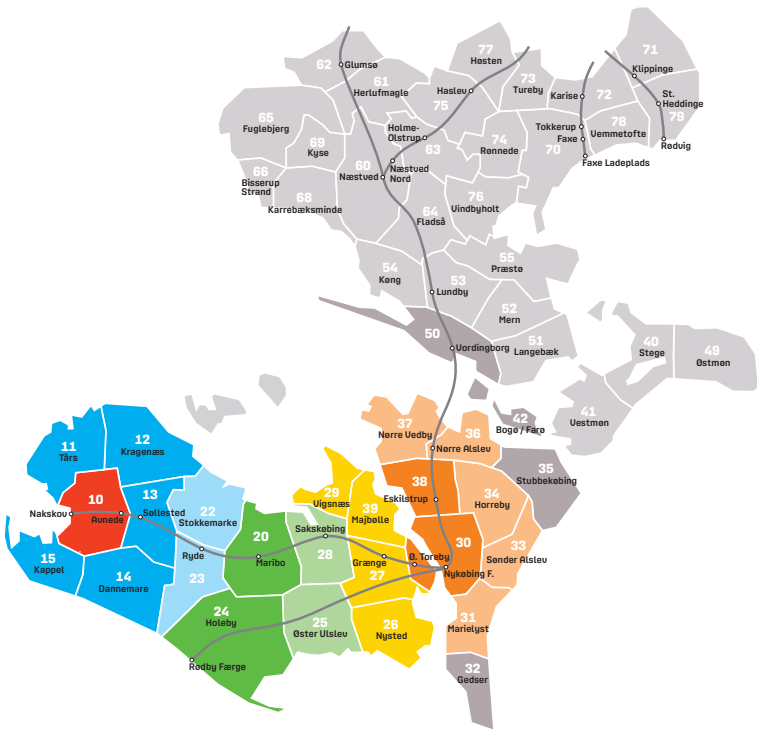 77
Høsten
71
Klippinge
62
Glumsø
61
Herlufmagle
73
Tureby
Haslev
75
Karise
72
St.
Heddinge
79
65
Fuglebjerg
Holme-
Olstrup
63
Tokkerup
Faxe
78
Vemmetofte
Rødvig
69
Kyse
74
Rønnede
70
Faxe Ladeplads
60
Næstved
Næstved
Nord
66
Bisserup
Strand
68
Karrebæksminde
76
Vindbyholt
64
Fladså
55
Præstø
54
Køng
53
Lundby
52
Mern
50
Vordingborg
51
Langebæk
40
Stege
49
Østmøn
41
Vestmøn
42
Bogø / Farø
37
Nørre Vedby
36
Nørre Alslev
11
Tårs
12
Kragenæs
35
Stubbekøbing
10
Nakskov
Avnede
13
Søllested
22
Stokkemarke
29
Vigsnæs
39
Majbølle
38
Eskilstrup
34
Horreby
20
Maribo
Sakskøbing
28
30
Nykøbing F.
33
Sønder Alslev
Ryde
23
Grænge
27
Ø. Toreby
15
Kappel
14
Dannemare
24
Holeby
25
Øster Ulslev
26
Nysted
31
Marielyst
Rødby Færge
32
Gedser